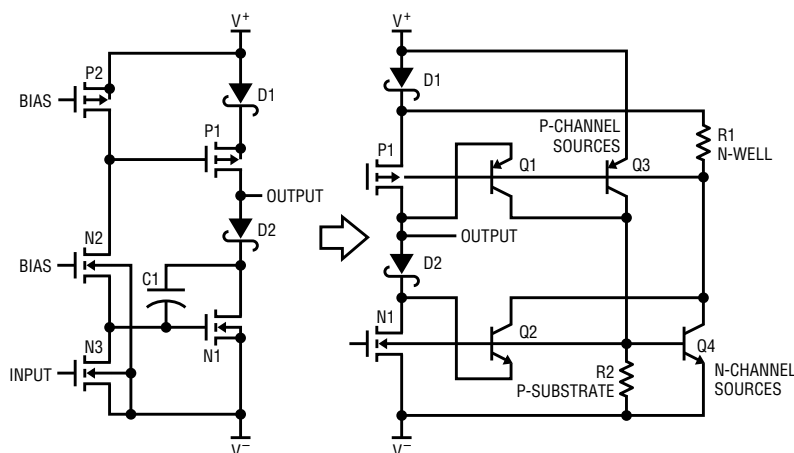 V+
P2
BIAS
D1
P1
OUTPUT
N2
D2
BIAS
C1
N1
N3
INPUT
V−
V+
D1
P-CHANNEL
SOURCES
R1
N-WELL
P1
Q1
Q3
OUTPUT
D2
N1
Q2
Q4
R2
P-SUBSTRATE
N-CHANNEL
SOURCES
V−